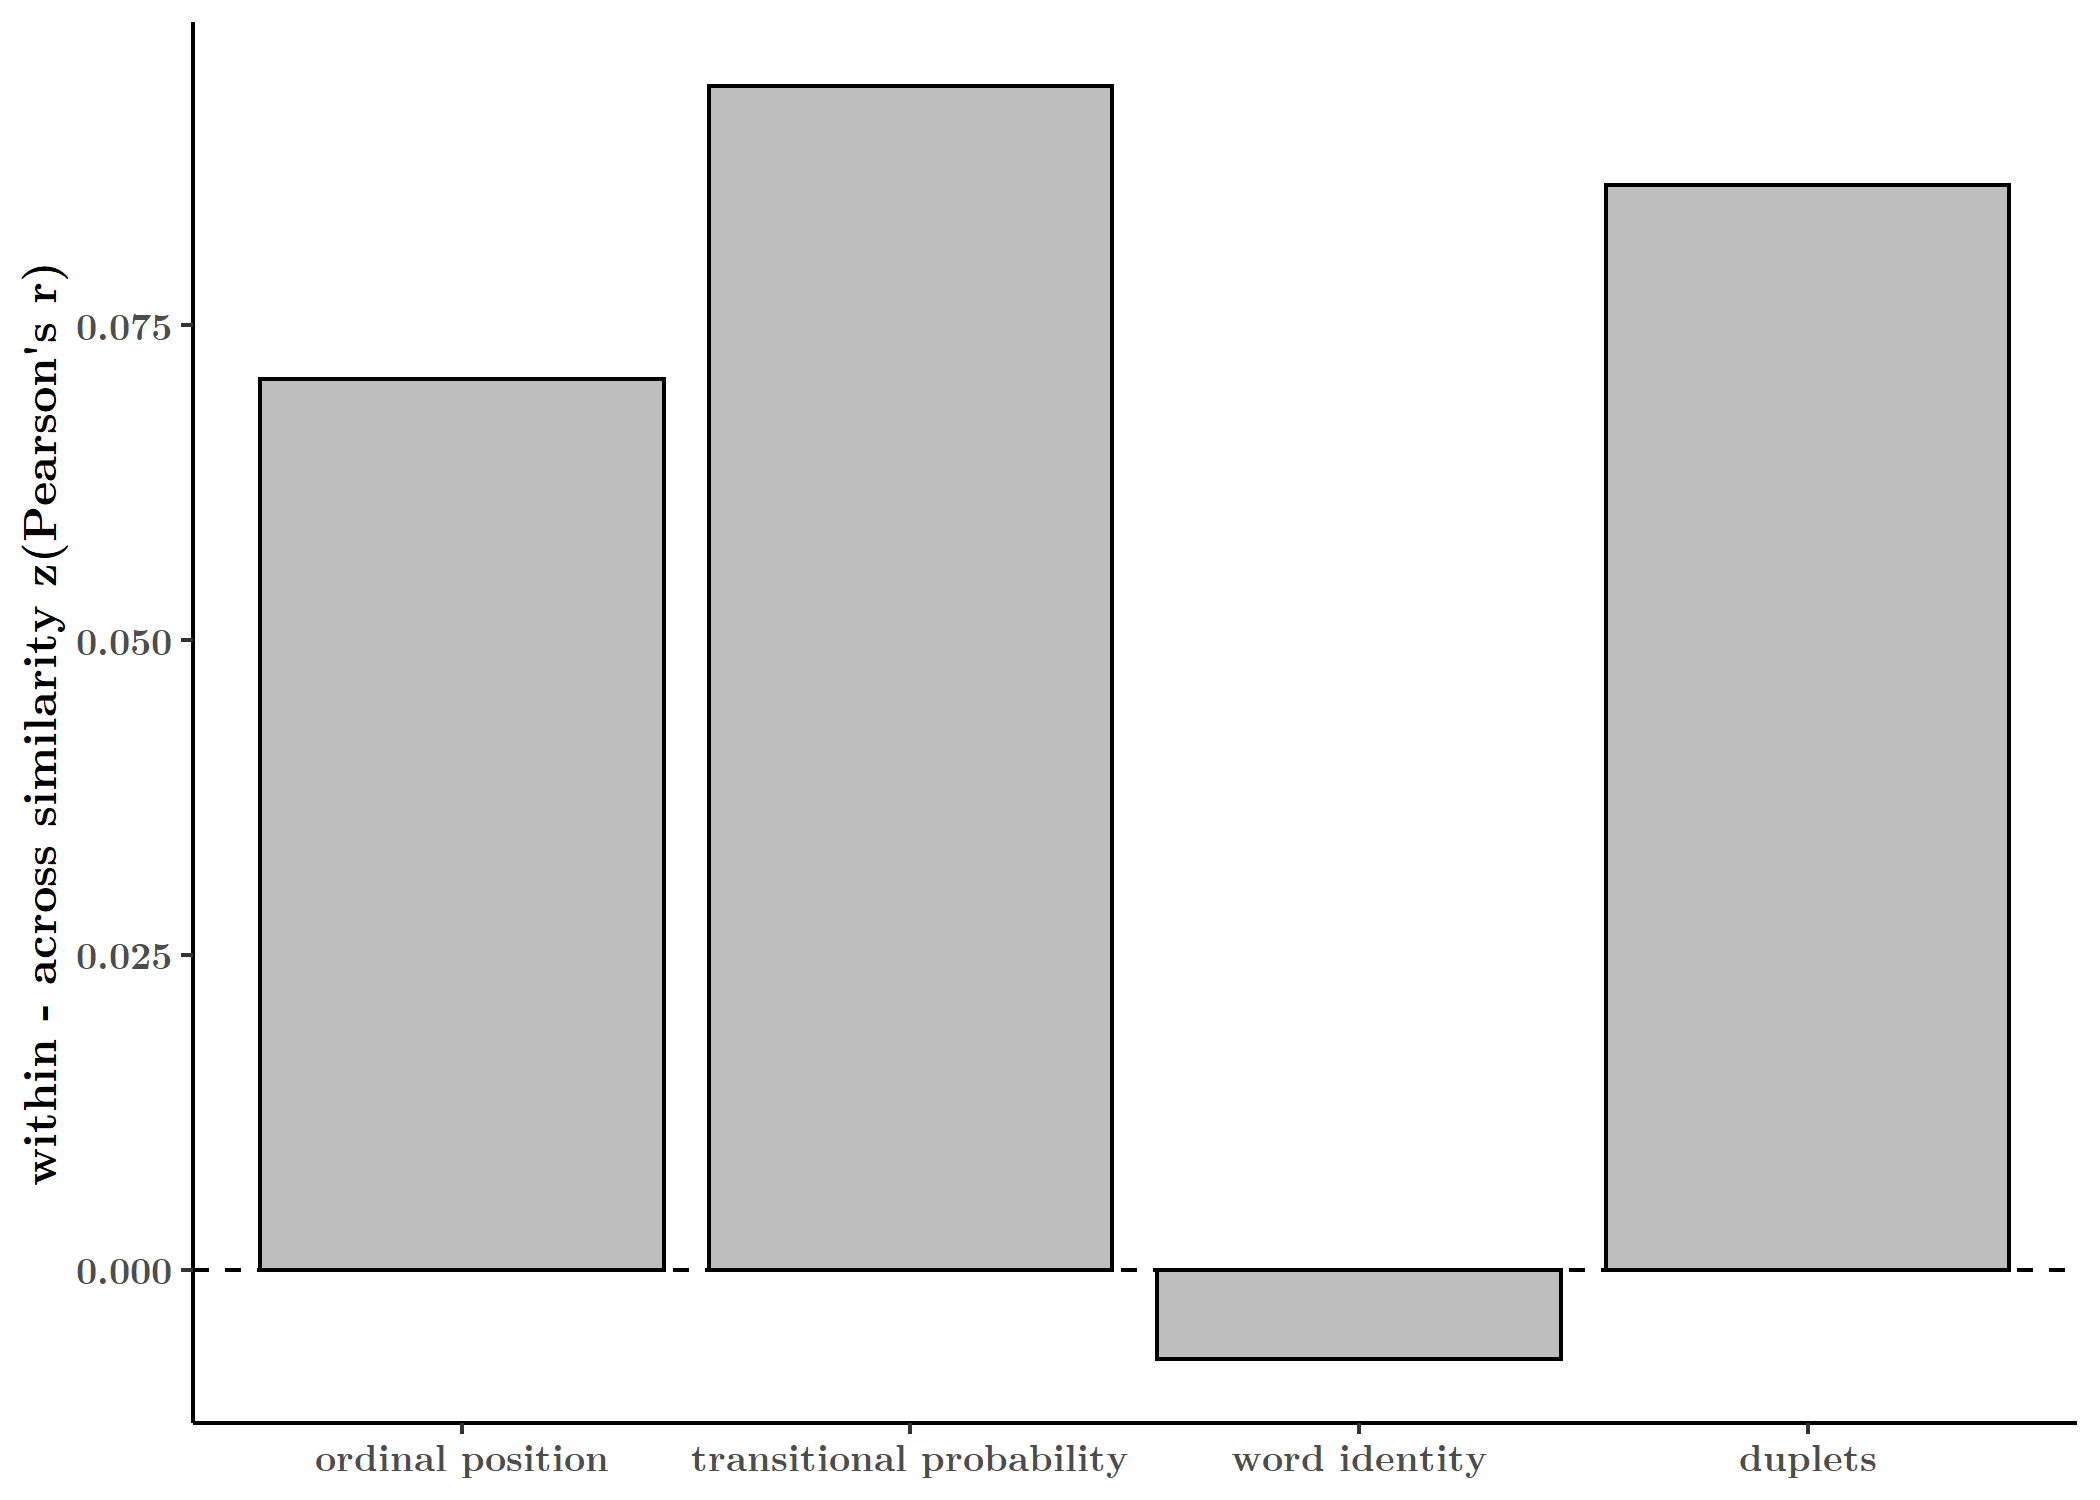 within - across similarity z(Pearson's r)
0.075
0.050
0.025
0.000
ordinal position
transitional probability
word identity
duplets